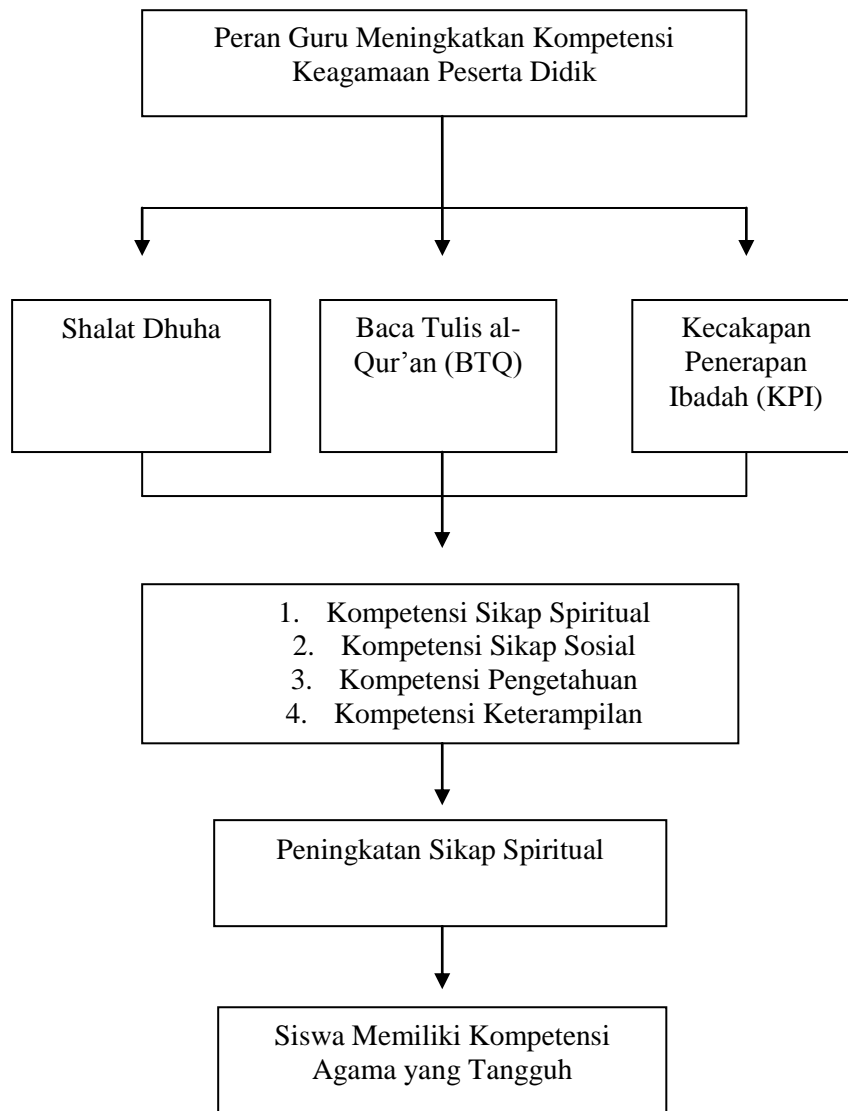 Peran Guru Meningkatkan Kompetensi
Keagamaan Peserta Didik
Shalat Dhuha
Baca Tulis al-
Qur’an (BTQ)
Kecakapan
Penerapan
Ibadah (KPI)
1. Kompetensi Sikap Spiritual
2. Kompetensi Sikap Sosial
3. Kompetensi Pengetahuan
4. Kompetensi Keterampilan
Peningkatan Sikap Spiritual
Siswa Memiliki Kompetensi
Agama yang Tangguh